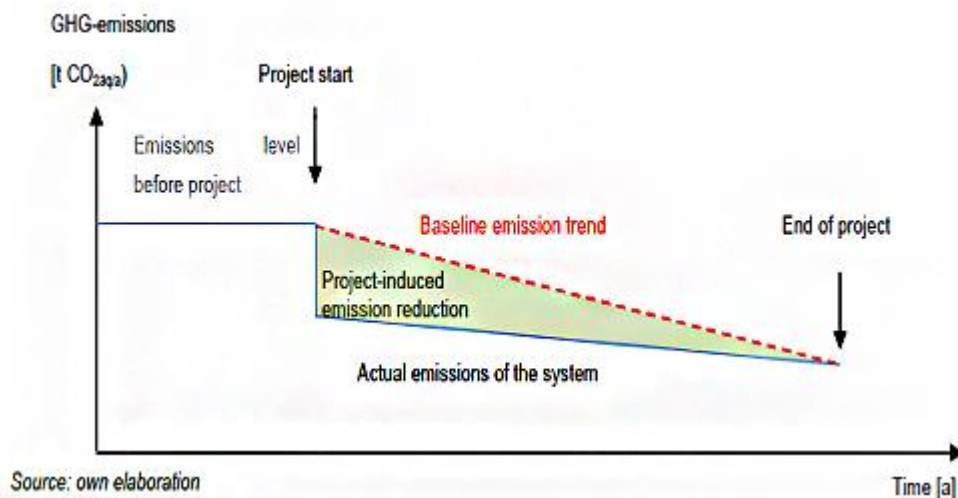 GHG-emissions
[t CO2aq/a)
Project start
Emissions level
before project
Baseline emission trend
End of project
Project-induced
emission reduction
Actual emissions of the system
Source: own elaboration
Time [a]